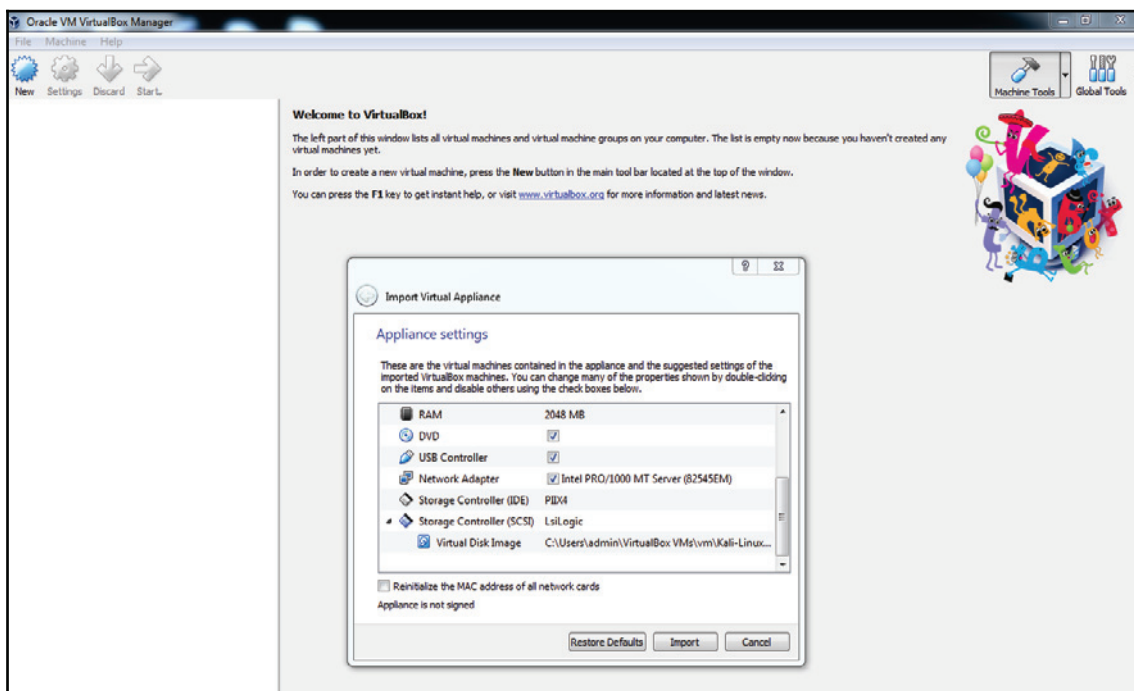 Oracle VM VirtualBox Manager
File Machine Help
New Settings Discard Start
Machine Tools Global Tools
Welcome to VirtualBox!
The left part of this window lists all virtual machines and virtual machine groups on your computer. The list is empty now because you haven't created any
virtual machines yet.
In order to create a new virtual machine, press the New button in the main tool bar located at the top of the window.
You can press the F1 key to get instant help, or visit www.virtualbox.org for more information and latest news.
Import Virtual Appliance
Appliance settings
These are the virtual machines contained in the appliance and the suggested settings of the
imported VirtualBox machines. You can change many of the properties shown by double-clicking
on the items and disable others using the check boxes below.
RAM 2048 MB
DVD
USB Controller
Network Adapter Intel PRO/1000 MT Server (82545EM)
Storage Controller (IDE) PIIX4
Storage Controller (SCSI) LsiLogic
Virtual Disk Image C:\Users\admin\VirtualBox VMs\vm\Kali-Linux...
Reinitialize the MAC address of all network cards
Appliance is not signed
Restore Defaults Import Cancel